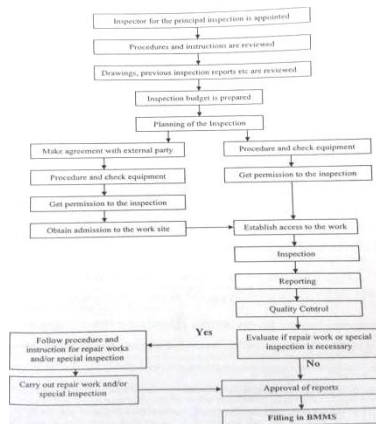 Inspector for the principal inspection is appointed
Procedures and instructions are reviewed
Drawings, previous inspection reports etc are reviewed
Inspection budget is prepared
Planning of the Inspection
Make agreement with external party
Procedure and check equipment
Procedure and check equipment
Get permission to the inspection
Get permission to the inspection
Obtain admission to the work site
Establish access to the work
Inspection
Reporting
Quality Control
Yes
Follow procedure and
instruction for repair works
and/or special inspection
Evaluate if repair work or special
inspection is necessary
No
Carry out repair work and/or
special inspection
Approval of reports
Filling in BMMS